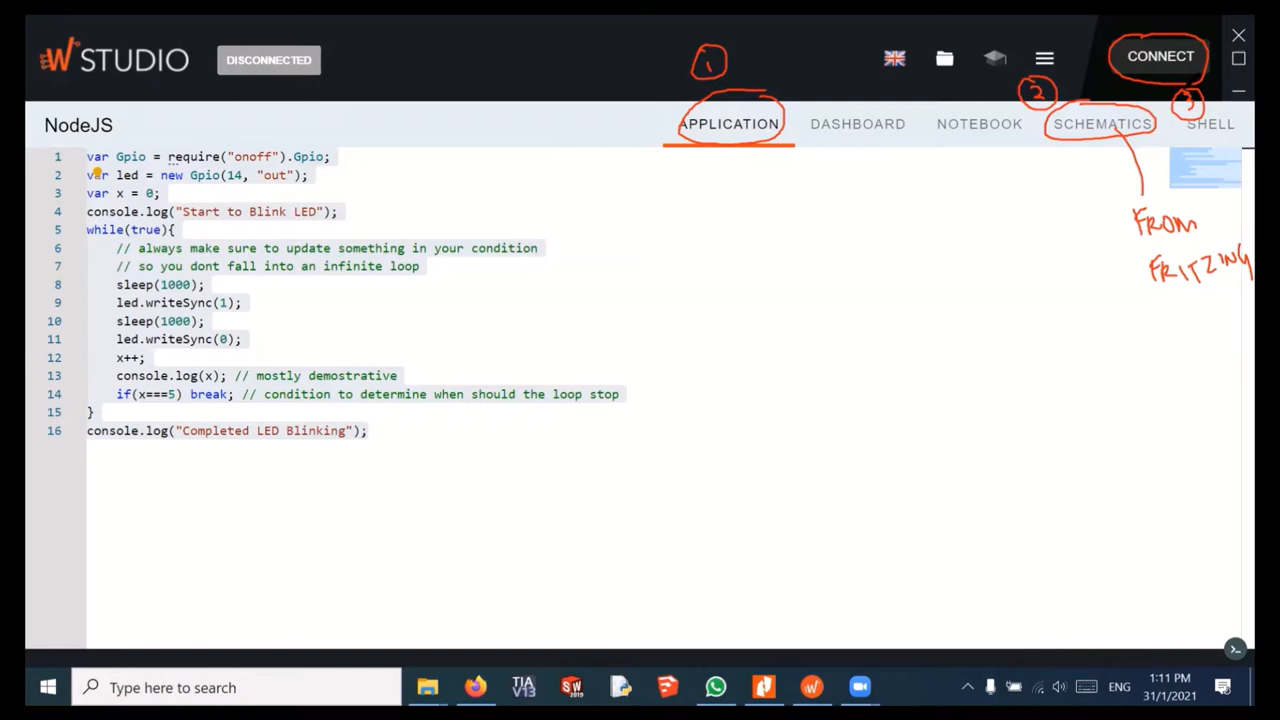 W STUDIO
DISCONNECTED
CONNECT
1
2
3
NodeJS
APPLICATION
DASHBOARD
NOTEBOOK
SCHEMATICS
SHELL
FROM
FRITZING
1 var Gpio = require("onoff").Gpio;
2 var led = new Gpio(14, "out");
3 var x = 0;
4 console.log("Start to Blink LED");
5 while(true){
6 // always make sure to update something in your condition
7 // so you dont fall into an infinite loop
8 sleep(1000);
9 led.writeSync(1);
10 sleep(1000);
11 led.writeSync(0);
12 x++;
13 console.log(x); // mostly demostrative
14 if(x===5) break; // condition to determine when should the loop stop
15 }
16 console.log("Completed LED Blinking");
Type here to search
TIA
V13
SW
2019
ENG
1:11 PM
31/1/2021